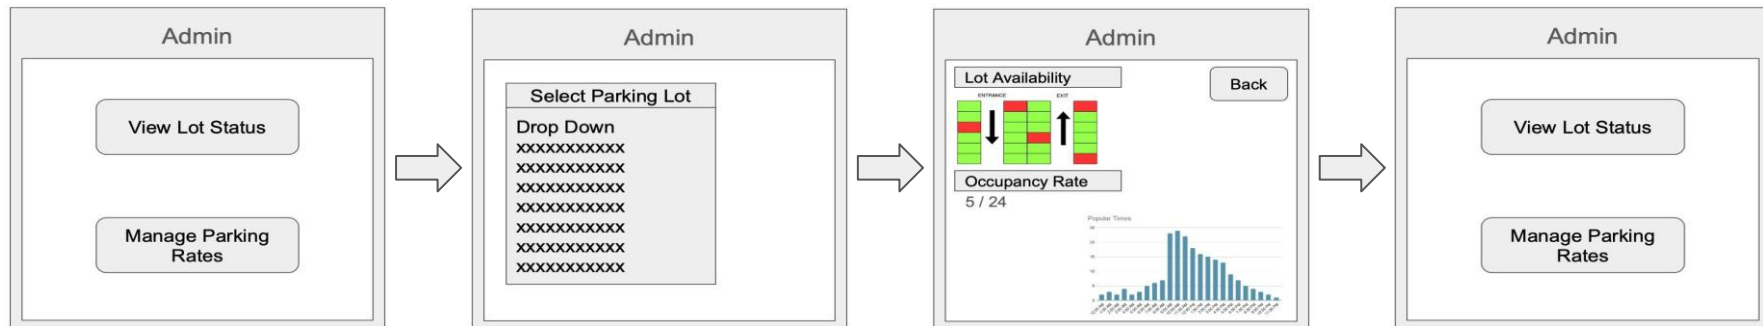 Admin
View Lot Status
Manage Parking
Rates
Admin
Select Parking Lot
Drop Down
xxxxxxxxxxx
xxxxxxxxxxx
xxxxxxxxxxx
xxxxxxxxxxx
xxxxxxxxxxx
xxxxxxxxxxx
xxxxxxxxxxx
Admin
Lot Availability
Back
ENTRANCE
EXIT
Occupancy Rate
5 / 24
Popular Times
Admin
View Lot Status
Manage Parking
Rates